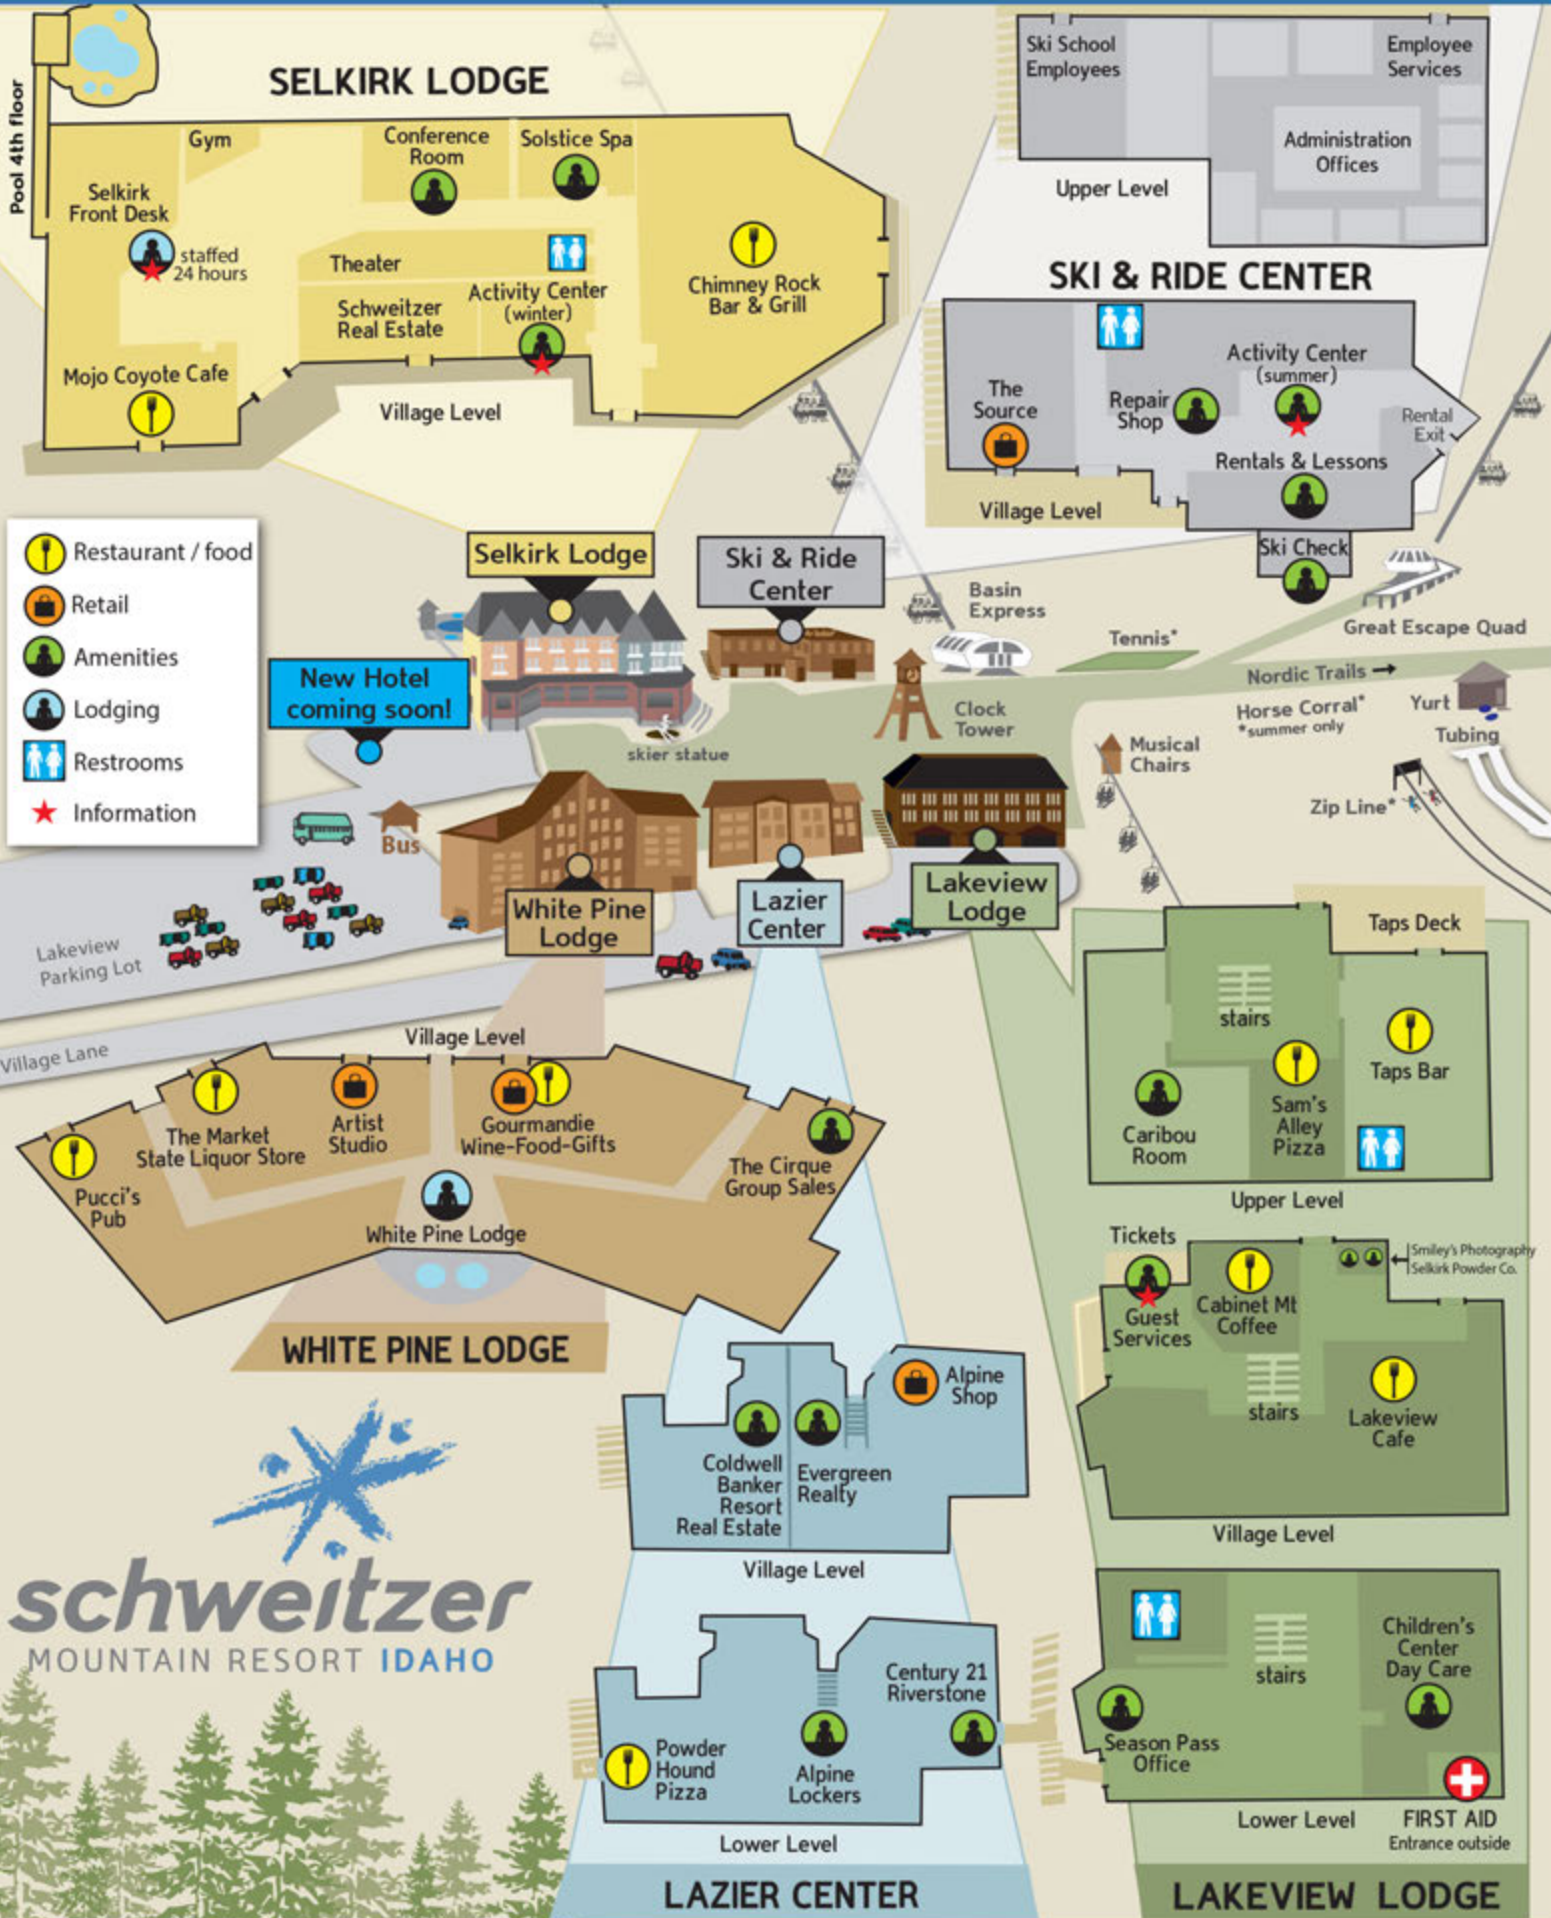 SELKIRK LODGE
Pool 4th floor
Gym
Conference
Room
Solstice Spa
Selkirk
Front Desk
staffed
24 hours
Theater
Schweitzer
Real Estate
Activity Center
(winter)
Chimney Rock
Bar & Grill
Mojo Coyote Cafe
Village Level
Ski School
Employees
Employee
Services
Administration
Offices
Upper Level
SKI & RIDE CENTER
The
Source
Repair
Shop
Activity Center
(summer)
Rental
Exit
Rentals & Lessons
Village Level
Ski Check
Restaurant / food
Retail
Amenities
Lodging
Restrooms
Information
Selkirk Lodge
Ski & Ride
Center
New Hotel
coming soon!
Basin
Express
Tennis*
Great Escape Quad
Nordic Trails
Horse Corral*
*summer only
Yurt
Tubing
Clock
Tower
skier statue
Musical
Chairs
Zip Line*
Bus
White Pine
Lodge
Lazier
Center
Lakeview
Lodge
Lakeview
Parking Lot
Village Lane
Village Level
The Market
State Liquor Store
Artist
Studio
Gourmandie
Wine-Food-Gifts
The Cirque
Group Sales
Pucci's
Pub
White Pine Lodge
WHITE PINE LODGE
Taps Deck
stairs
Taps Bar
Sam's
Alley
Pizza
Caribou
Room
Upper Level
Tickets
Smiley's Photography
Selkirk Powder Co.
Guest
Services
Cabinet Mt
Coffee
stairs
Lakeview
Cafe
Village Level
Children's
Center
Day Care
stairs
Season Pass
Office
Lower Level
FIRST AID
Entrance outside
LAKEVIEW LODGE
Alpine
Shop
Coldwell
Banker
Resort
Real Estate
Evergreen
Realty
Village Level
Century 21
Riverstone
Powder
Hound
Pizza
Alpine
Lockers
Lower Level
LAZIER CENTER
schweitzer
MOUNTAIN RESORT IDAHO